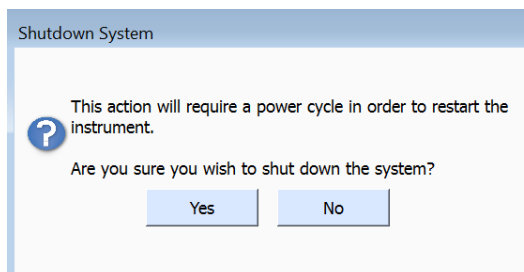 Shutdown System
This action will require a power cycle in order to restart the
instrument.
Are you sure you wish to shut down the system?
Yes
No